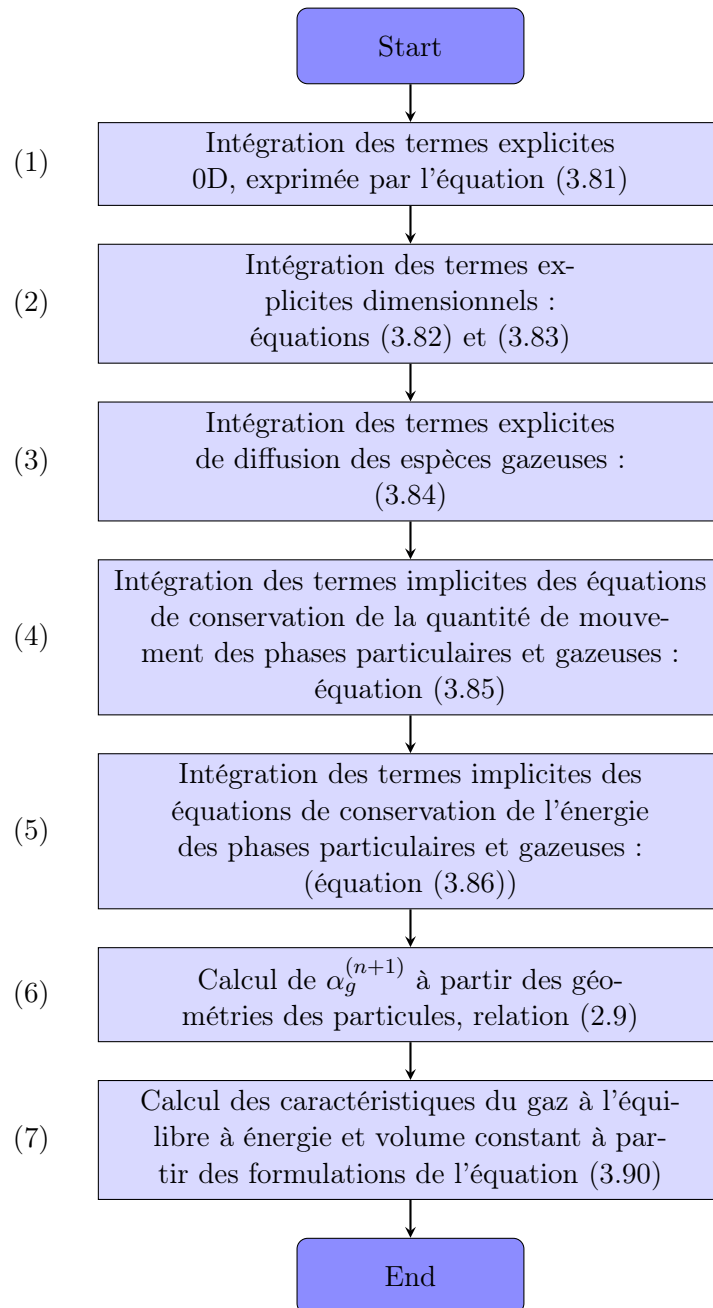 Start
(1)
Intégration des termes explicites
0D, exprimée par l'équation (3.81)
(2)
Intégration des termes ex-
plicites dimensionnels :
équations (3.82) et (3.83)
(3)
Intégration des termes explicites
de diffusion des espèces gazeuses :
(3.84)
(4)
Intégration des termes implicites des équations
de conservation de la quantité de mouve-
ment des phases particulaires et gazeuses :
équation (3.85)
(5)
Intégration des termes implicites des
équations de conservation de l'énergie
des phases particulaires et gazeuses :
(équation (3.86))
(6)
Calcul de α_g^{(n+1)} à partir des géo-
métries des particules, relation (2.9)
(7)
Calcul des caractéristiques du gaz à l'équi-
libre à énergie et volume constant à par-
tir des formulations de l'équation (3.90)
End